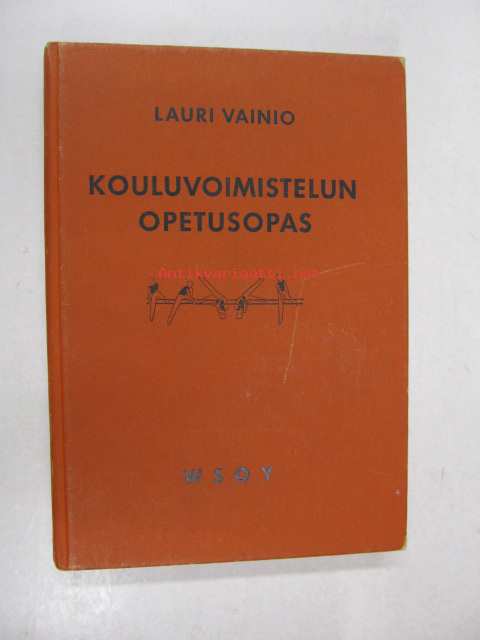 LAURI VAINIO
KOULUVOIMISTELUN
OPETUSOPAS
Antikvariaatti.net
WSOY